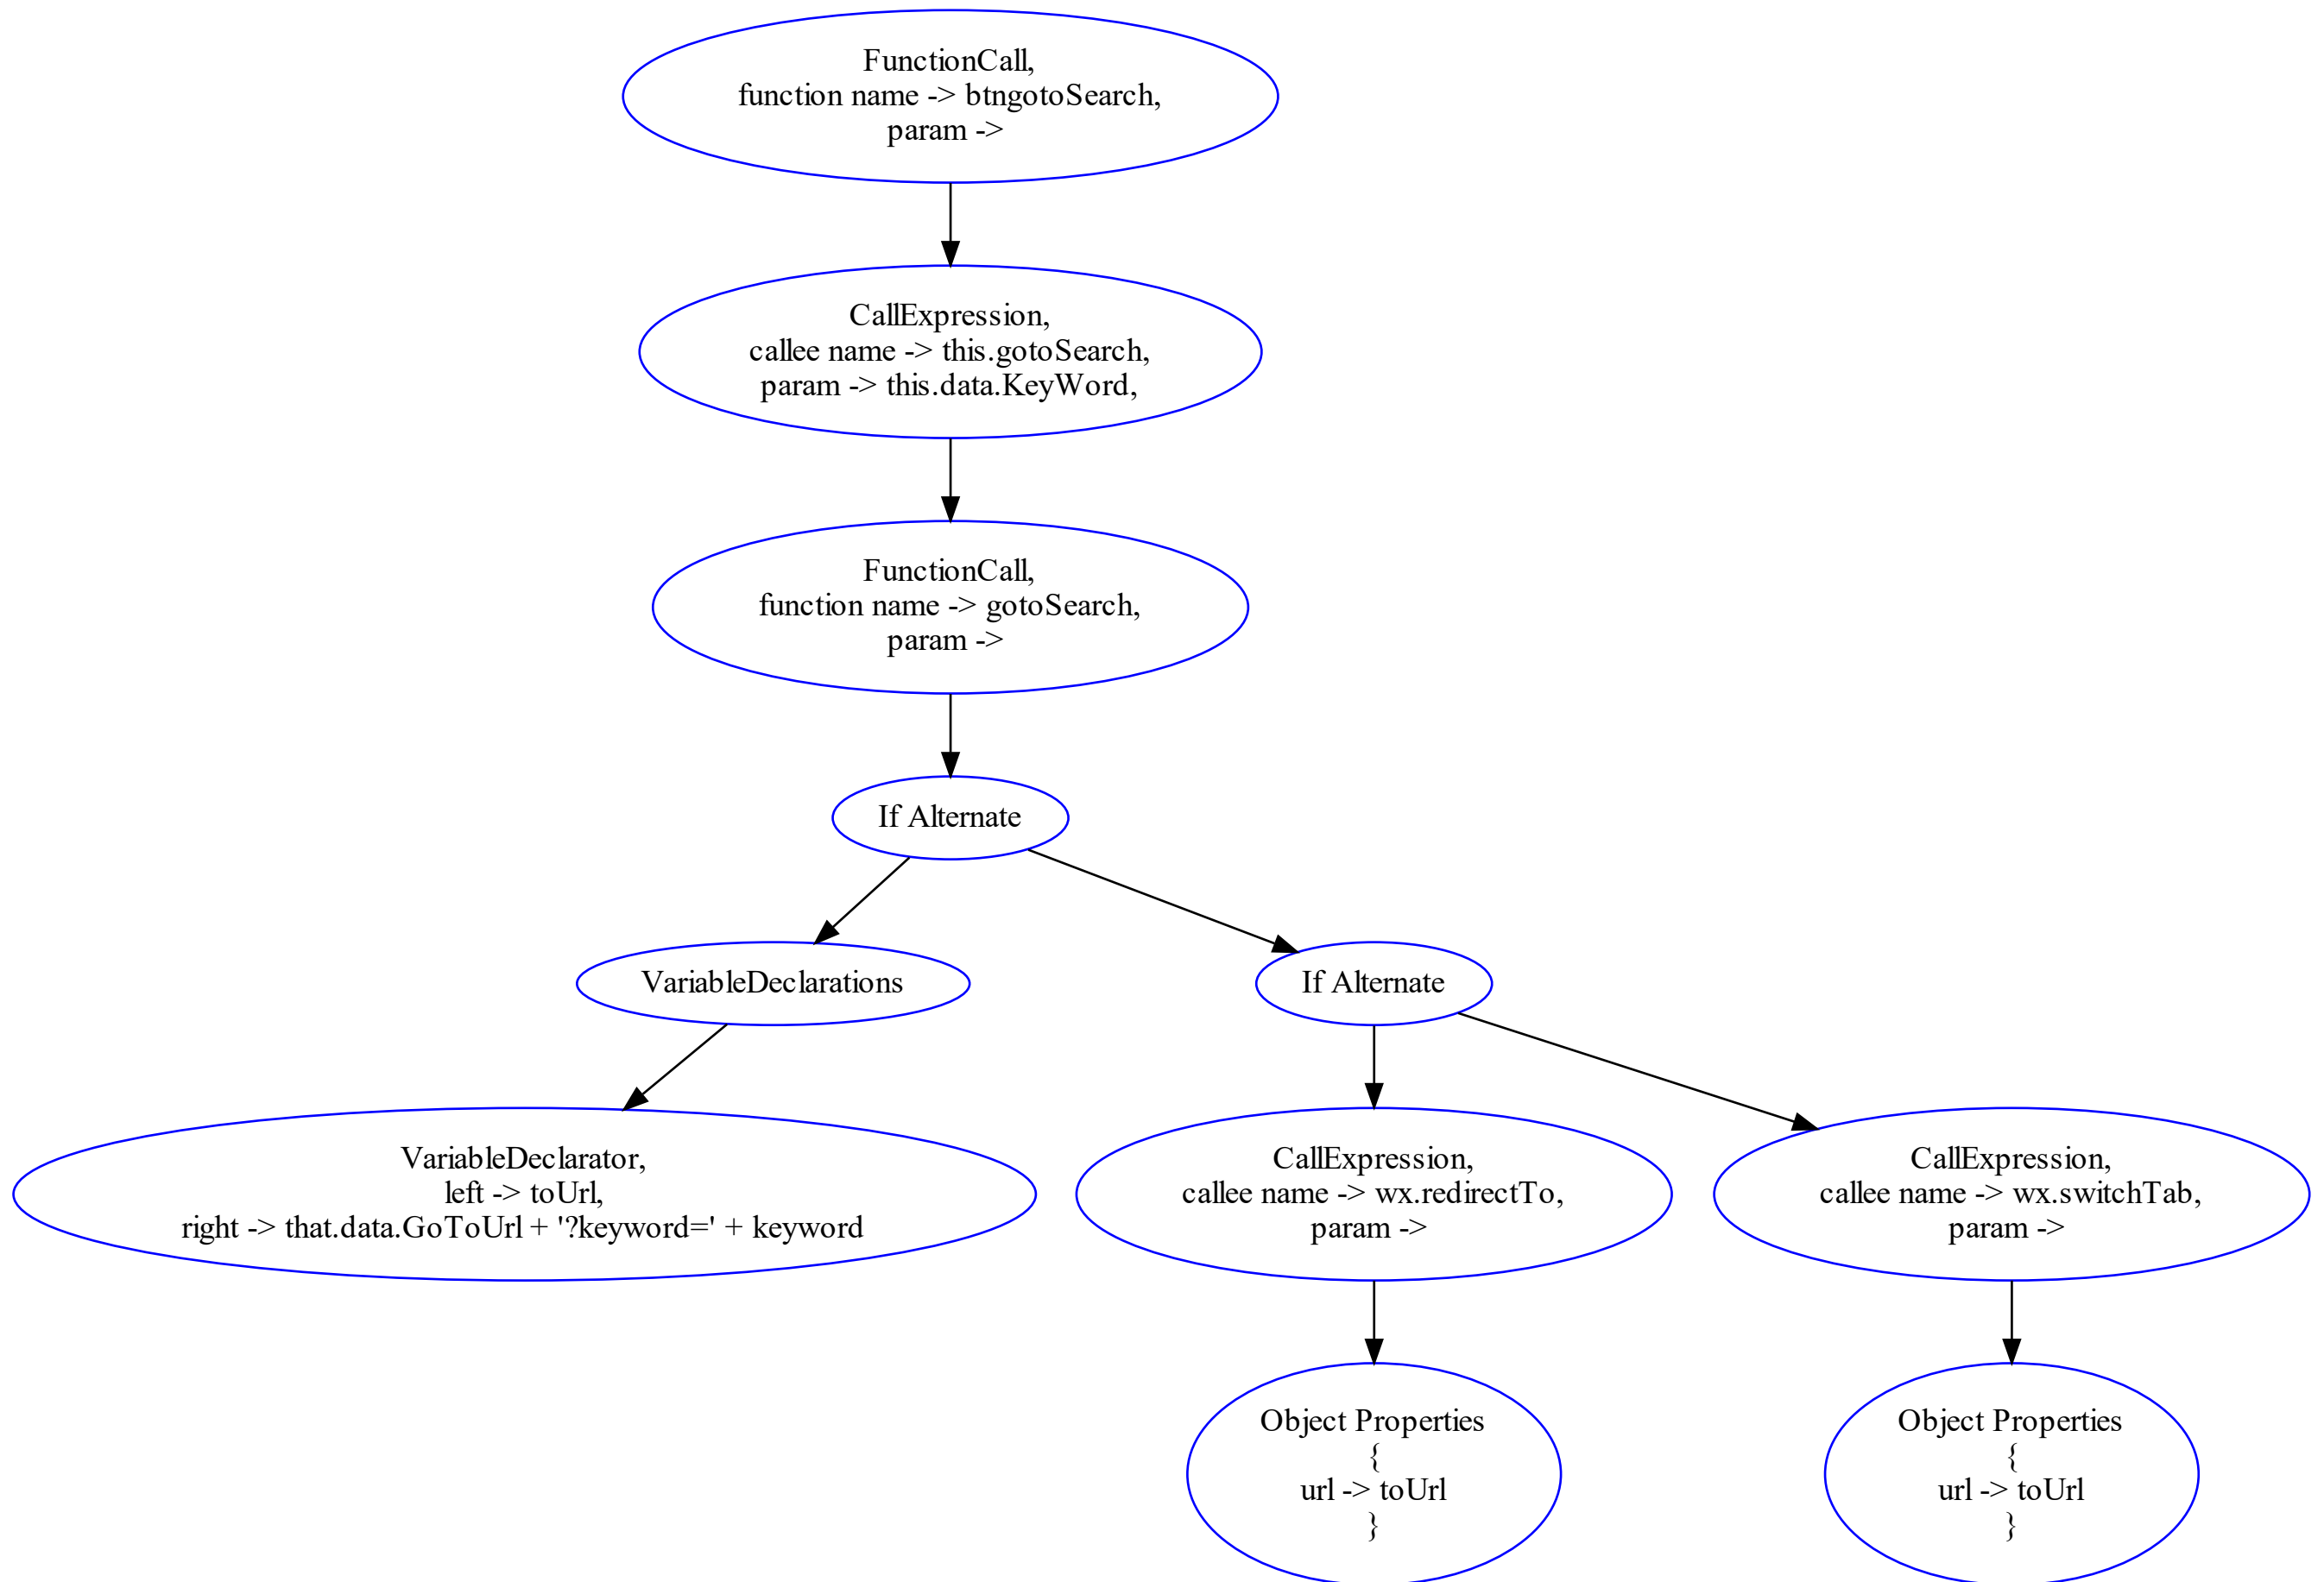 FunctionCall,
function name -> btngotoSearch,
param ->
CallExpression,
callee name -> this.gotoSearch,
param -> this.data.KeyWord,
FunctionCall,
function name -> gotoSearch,
param ->
If Alternate
VariableDeclarations
If Alternate
VariableDeclarator,
left -> toUrl,
right -> that.data.GoToUrl + '?keyword=' + keyword
CallExpression,
callee name -> wx.redirectTo,
param ->
CallExpression,
callee name -> wx.switchTab,
param ->
Object Properties
{
url -> toUrl
}
Object Properties
{
url -> toUrl
}